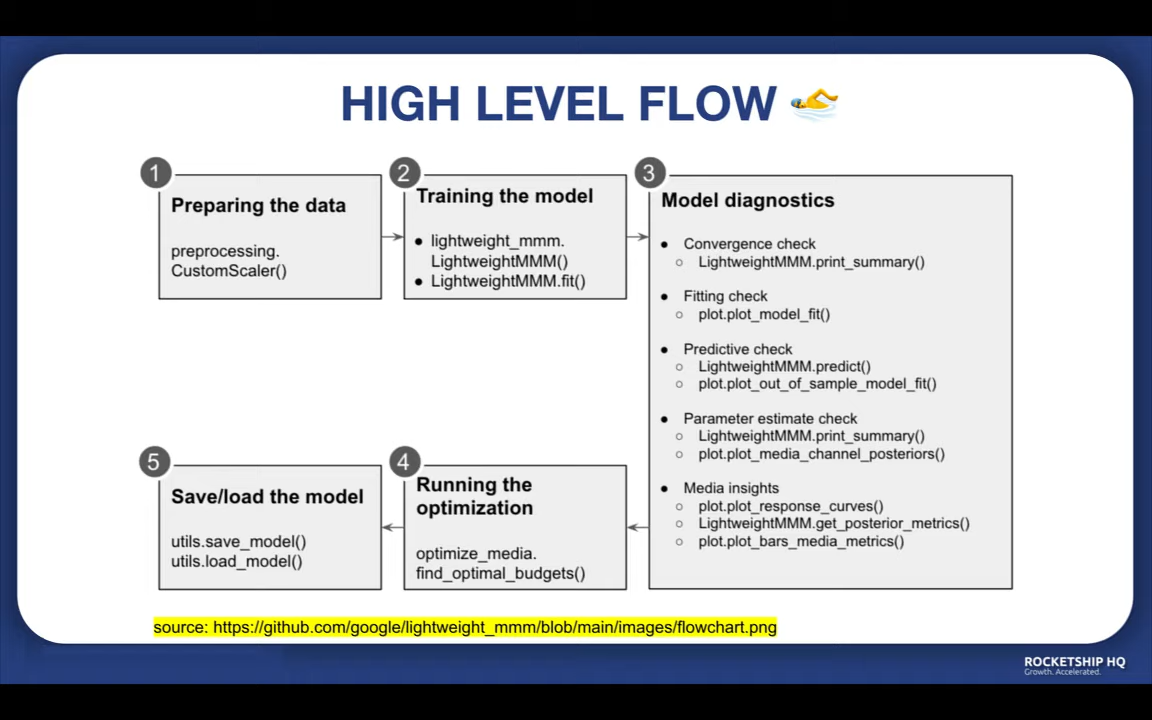 HIGH LEVEL FLOW
1
Preparing the data
preprocessing.
CustomScaler()
2
Training the model
● lightweight_mmm.
LightweightMMM()
● LightweightMMM.fit()
3
Model diagnostics
● Convergence check
○ LightweightMMM.print_summary()
● Fitting check
○ plot.plot_model_fit()
● Predictive check
○ LightweightMMM.predict()
○ plot.plot_out_of_sample_model_fit()
● Parameter estimate check
○ LightweightMMM.print_summary()
○ plot.plot_media_channel_posteriors()
● Media insights
○ plot.plot_response_curves()
○ LightweightMMM.get_posterior_metrics()
○ plot.plot_bars_media_metrics()
4
Running the
optimization
optimize_media.
find_optimal_budgets()
5
Save/load the model
utils.save_model()
utils.load_model()
source: https://github.com/google/lightweight_mmm/blob/main/images/flowchart.png
ROCKETSHIP HQ
Growth. Accelerated.